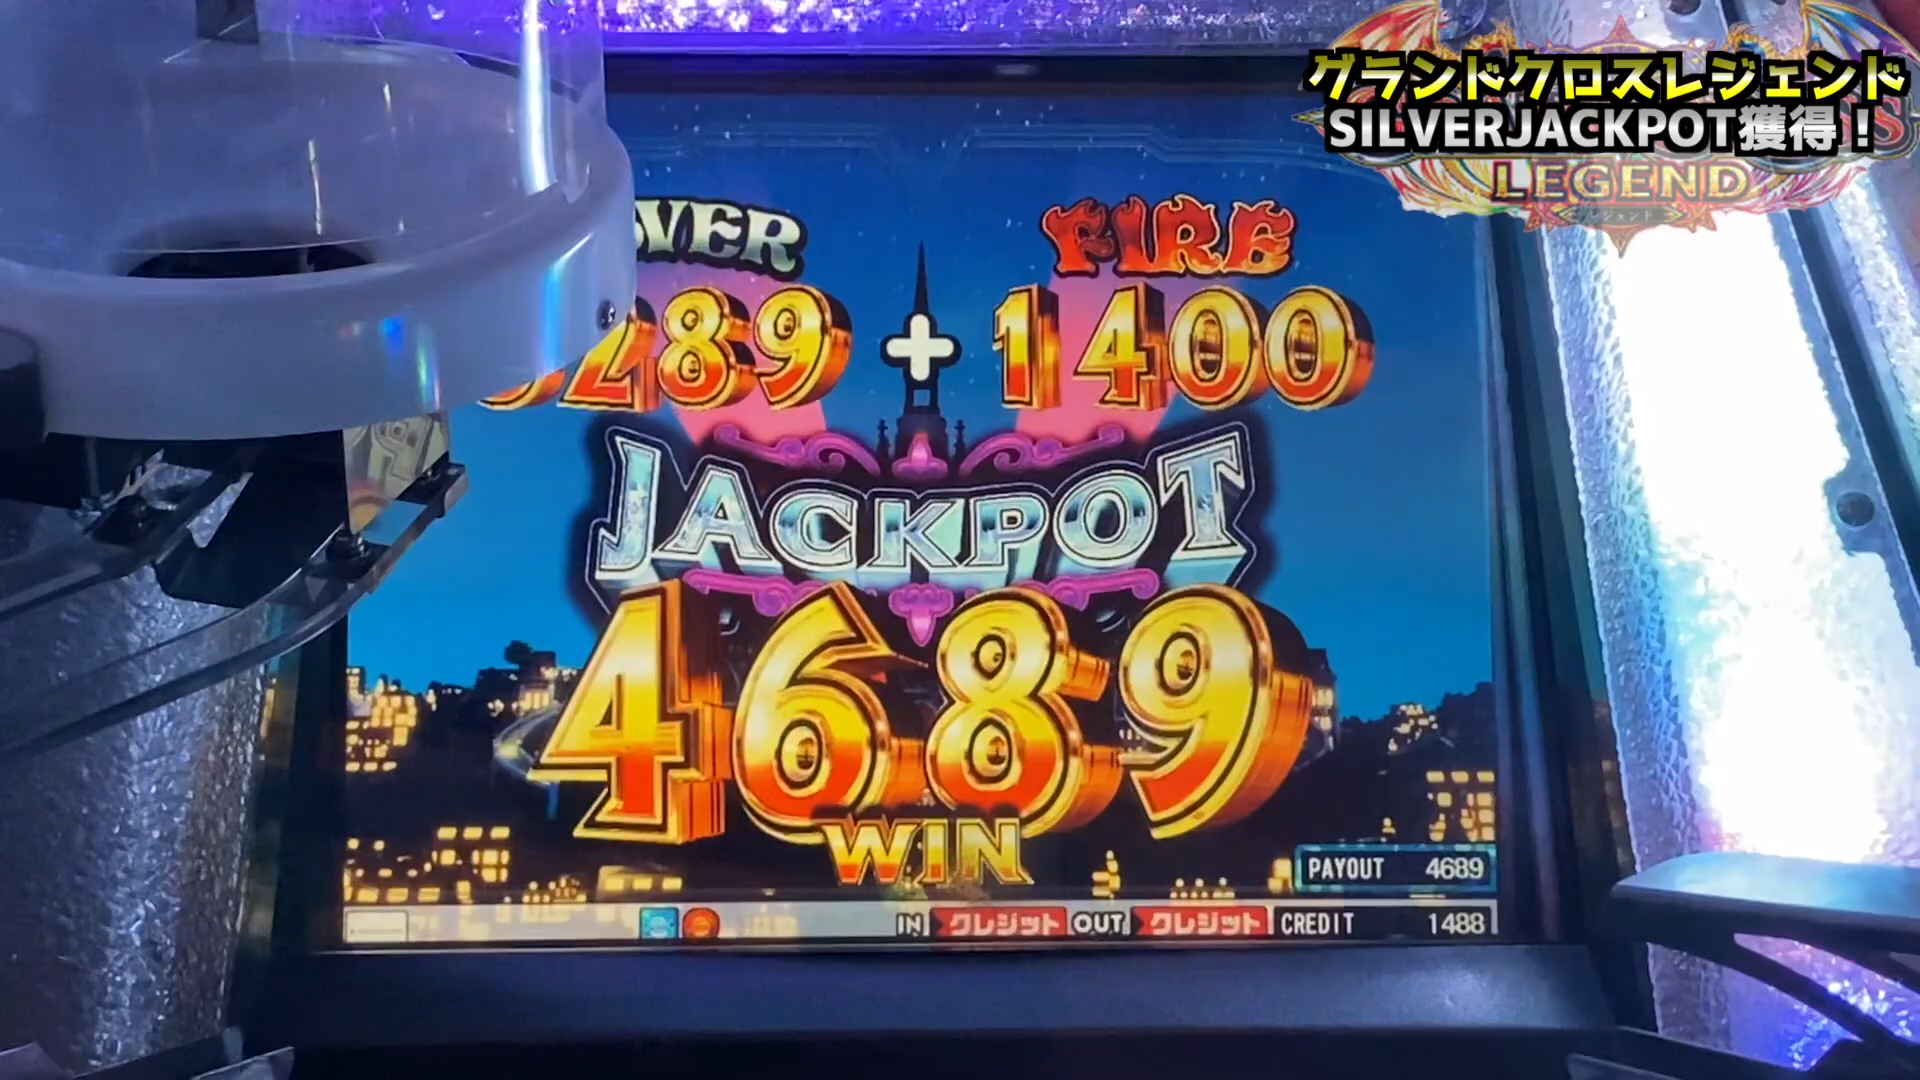 グランドクロスレジェンド
SILVERJACKPOT獲得！
LEGEND
FIRE
289 + 1400
JACKPOT
4689
WIN
PAYOUT 4689
IN クレジット OUT クレジット CREDIT 1488